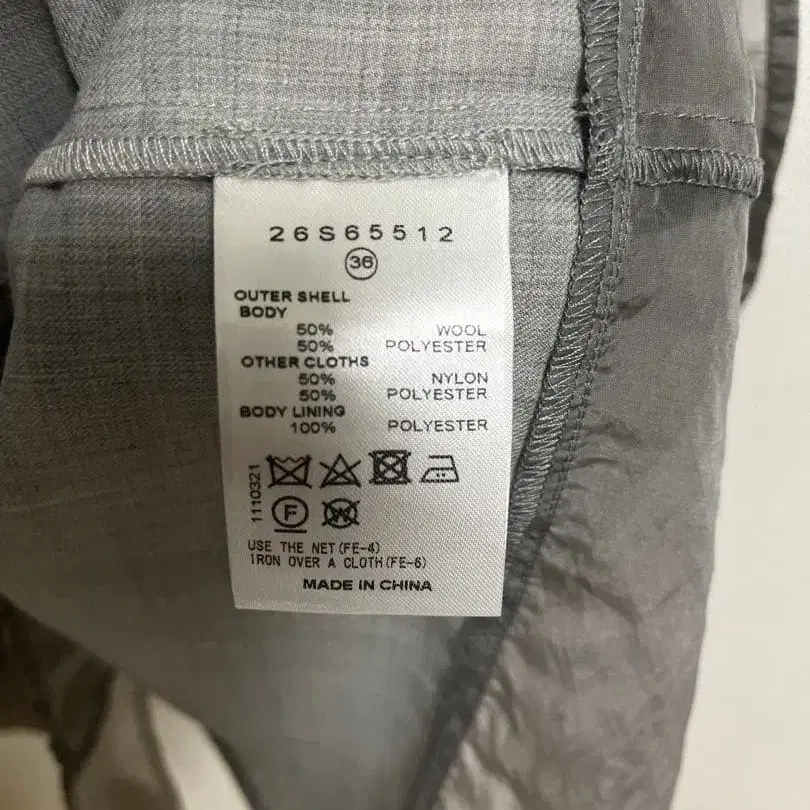 26S65512
36
OUTER SHELL
BODY
50% WOOL
50% POLYESTER
OTHER CLOTHS
50% NYLON
50% POLYESTER
BODY LINING
100% POLYESTER
1110321
F
W
USE THE NET(FE-4)
IRON OVER A CLOTH(FE-6)
MADE IN CHINA